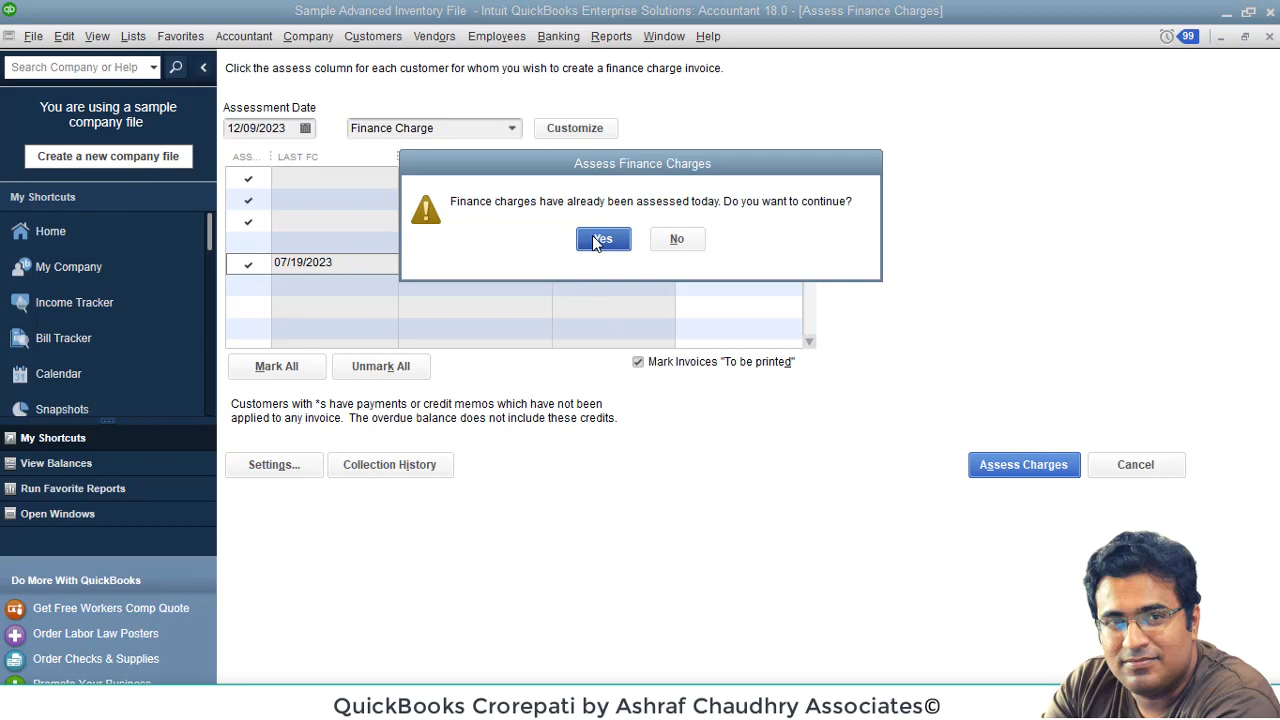 Sample Advanced Inventory File - Intuit QuickBooks Enterprise Solutions: Accountant 18.0 - [Assess Finance Charges]
File Edit View Lists Favorites Accountant Company Customers Vendors Employees Banking Reports Window Help 99
Search Company or Help
You are using a sample
company file
Create a new company file
My Shortcuts
Home
My Company
Income Tracker
Bill Tracker
Calendar
Snapshots
My Shortcuts
View Balances
Run Favorite Reports
Open Windows
Do More With QuickBooks
Get Free Workers Comp Quote
Order Labor Law Posters
Order Checks & Supplies
Promote Your Business
Click the assess column for each customer for whom you wish to create a finance charge invoice.
Assessment Date
12/09/2023 Finance Charge Customize
ASS... LAST FC
07/19/2023
Assess Finance Charges
Finance charges have already been assessed today. Do you want to continue?
Yes No
Mark All Unmark All Mark Invoices "To be printed"
Customers with *s have payments or credit memos which have not been
applied to any invoice. The overdue balance does not include these credits.
Settings... Collection History Assess Charges Cancel
QuickBooks Crorepati by Ashraf Chaudhry Associates©